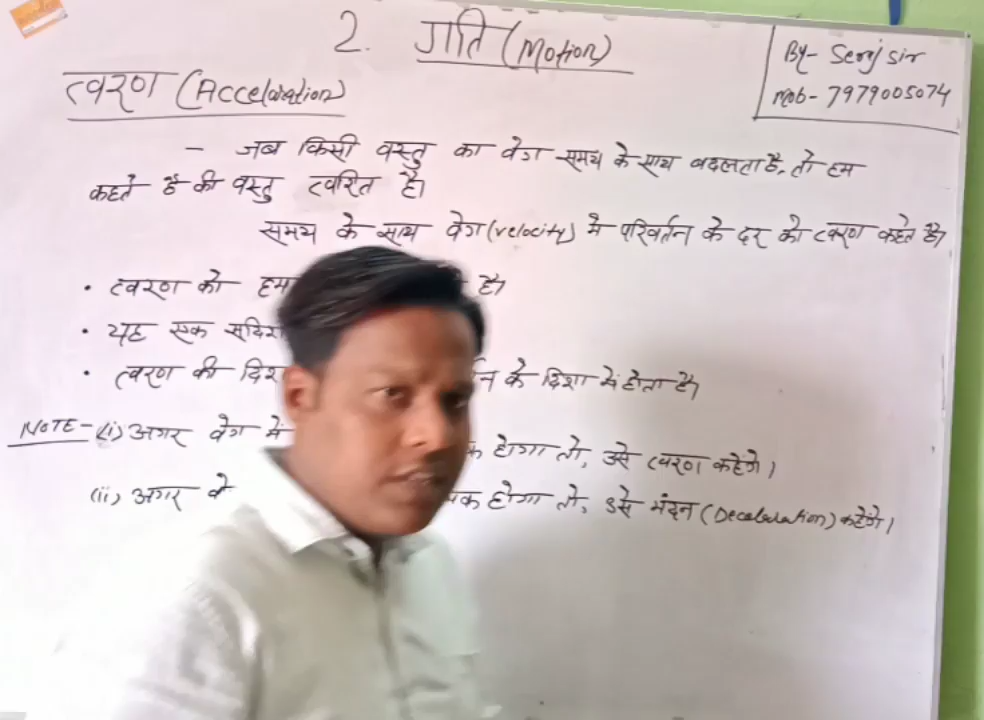 2. गति (Motion)
By- Seraj sir
Mob- 7979005074
त्वरण (Acceleration)
- जब किसी वस्तु का वेग समय के साथ बदलता है, तो हम
कहते है की वस्तु त्वरित है।
समय के साथ वेग (velocity) मे परिवर्तन के दर को त्वरण कहते है।
• त्वरण को हम है।
• यह एक सदिश
• त्वरण की के दिशा में होता है।
NOTE- (i) अगर वेग में होगा तो, उसे त्वरण कहेगे।
(ii) अगर होगा तो, उसे मंदन (Decelaration) कहेंगे।